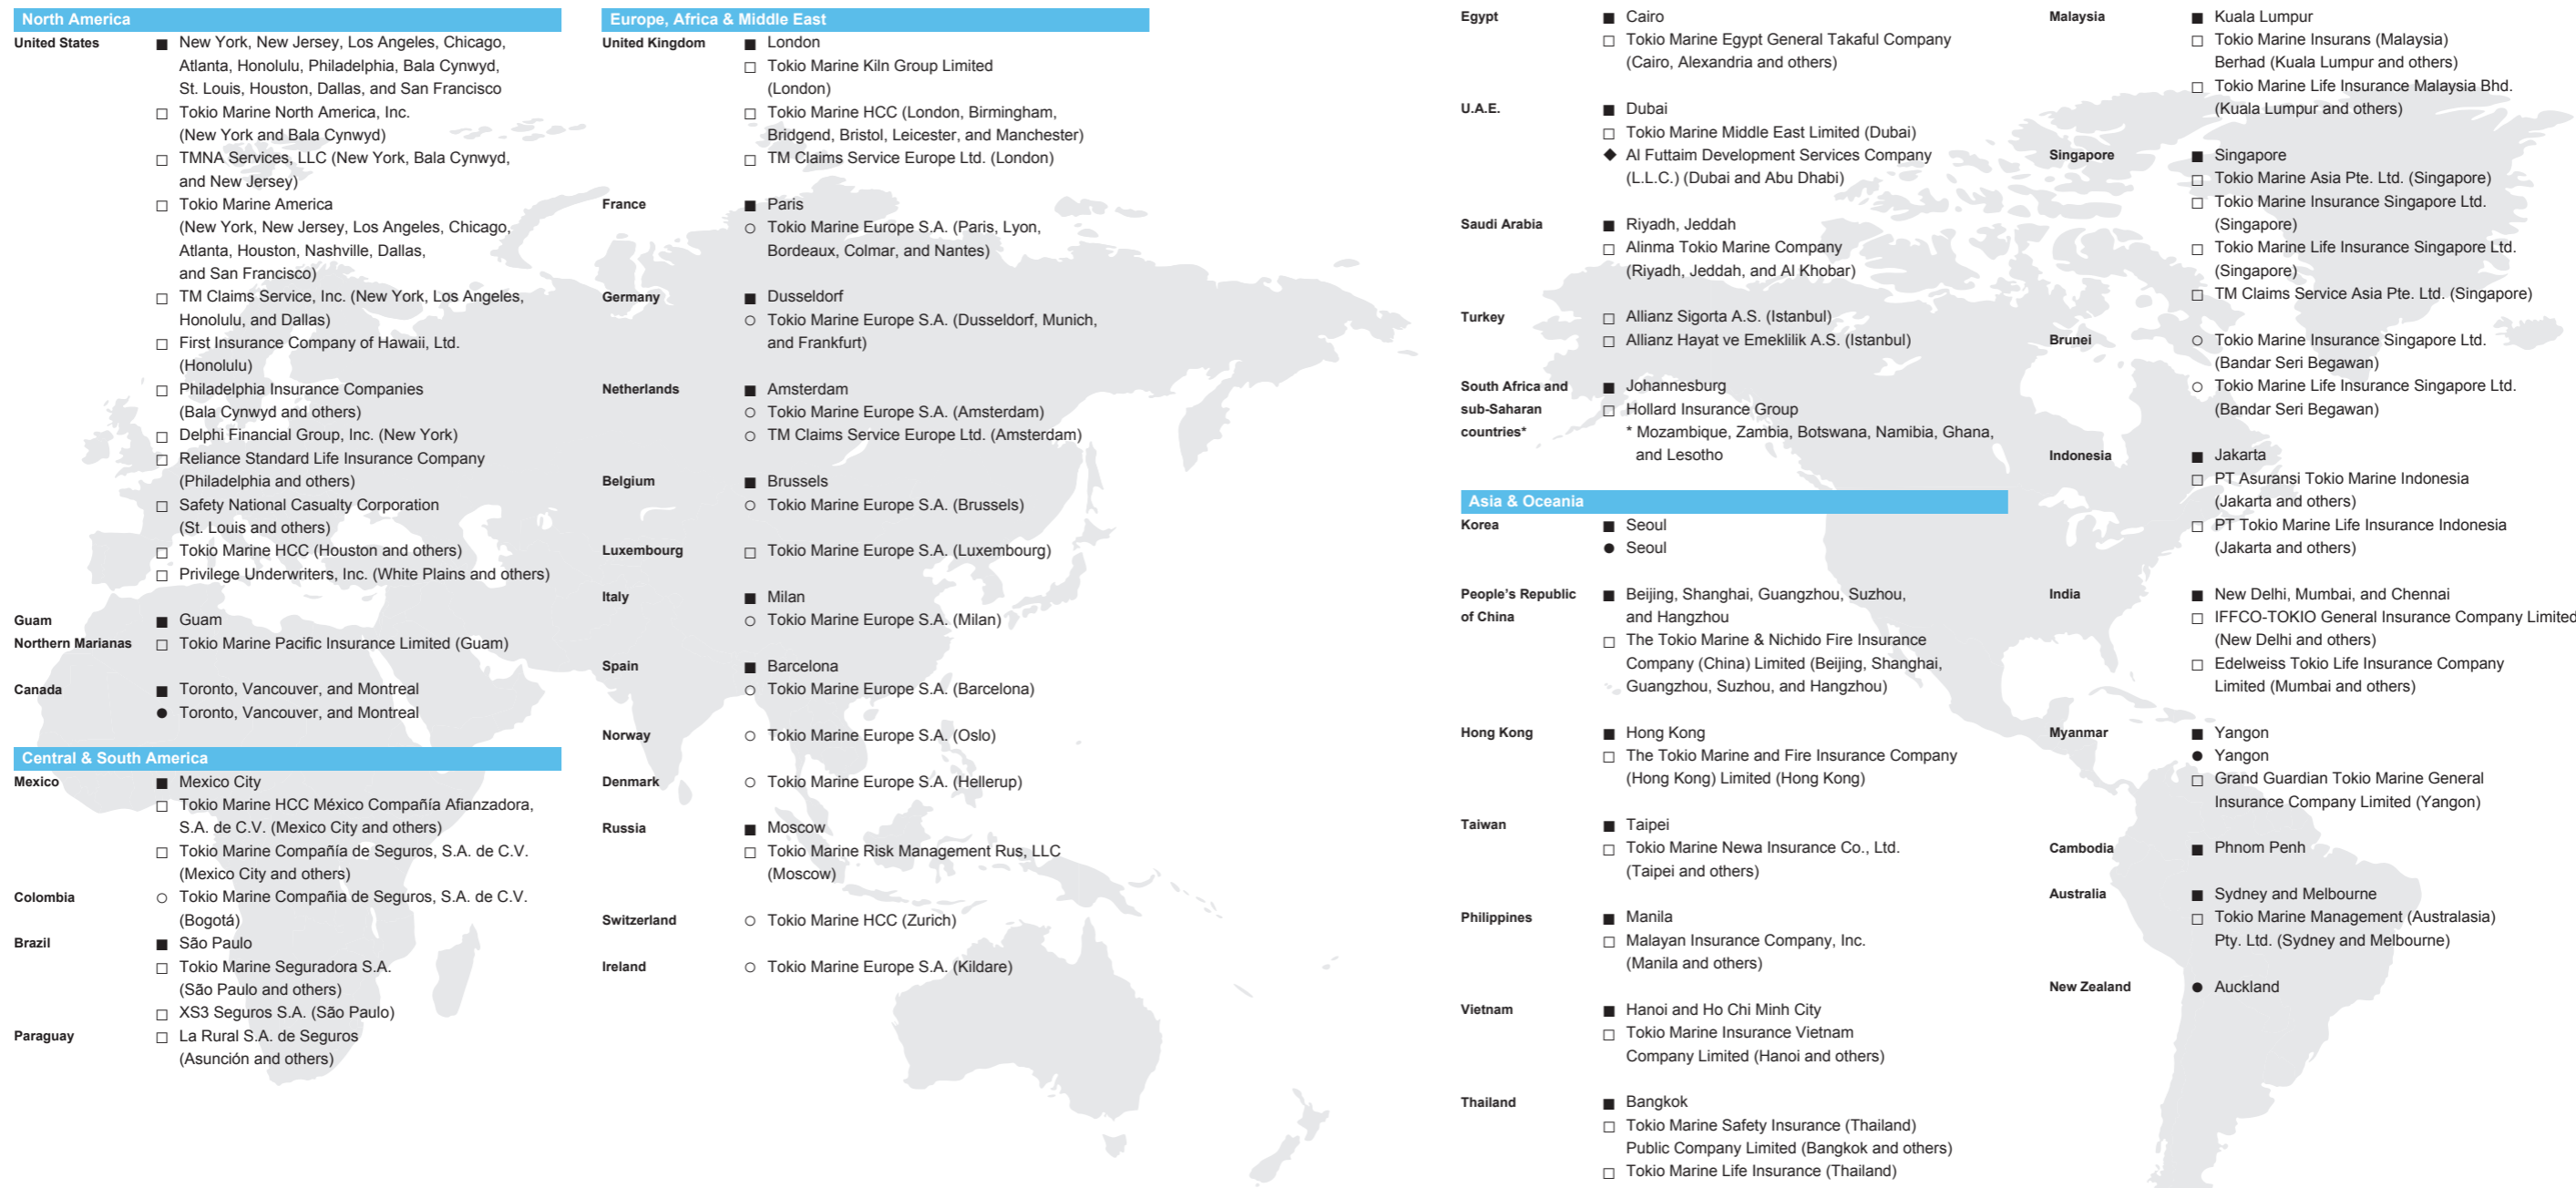 North America
United States ■ New York, New Jersey, Los Angeles, Chicago,
Atlanta, Honolulu, Philadelphia, Bala Cynwyd,
St. Louis, Houston, Dallas, and San Francisco
□ Tokio Marine North America, Inc.
(New York and Bala Cynwyd)
□ TMNA Services, LLC (New York, Bala Cynwyd,
and New Jersey)
□ Tokio Marine America
(New York, New Jersey, Los Angeles, Chicago,
Atlanta, Houston, Nashville, Dallas,
and San Francisco)
□ TM Claims Service, Inc. (New York, Los Angeles,
Honolulu, and Dallas)
□ First Insurance Company of Hawaii, Ltd.
(Honolulu)
□ Philadelphia Insurance Companies
(Bala Cynwyd and others)
□ Delphi Financial Group, Inc. (New York)
□ Reliance Standard Life Insurance Company
(Philadelphia and others)
□ Safety National Casualty Corporation
(St. Louis and others)
□ Tokio Marine HCC (Houston and others)
□ Privilege Underwriters, Inc. (White Plains and others)
Guam ■ Guam
Northern Marianas □ Tokio Marine Pacific Insurance Limited (Guam)
Canada ■ Toronto, Vancouver, and Montreal
● Toronto, Vancouver, and Montreal
Central & South America
Mexico ■ Mexico City
□ Tokio Marine HCC México Compañía Afianzadora,
S.A. de C.V. (Mexico City and others)
□ Tokio Marine Compañía de Seguros, S.A. de C.V.
(Mexico City and others)
Colombia ○ Tokio Marine Compañia de Seguros, S.A. de C.V.
(Bogotá)
Brazil ■ São Paulo
□ Tokio Marine Seguradora S.A.
(São Paulo and others)
□ XS3 Seguros S.A. (São Paulo)
Paraguay □ La Rural S.A. de Seguros
(Asunción and others)
Europe, Africa & Middle East
United Kingdom ■ London
□ Tokio Marine Kiln Group Limited
(London)
□ Tokio Marine HCC (London, Birmingham,
Bridgend, Bristol, Leicester, and Manchester)
□ TM Claims Service Europe Ltd. (London)
France ■ Paris
○ Tokio Marine Europe S.A. (Paris, Lyon,
Bordeaux, Colmar, and Nantes)
Germany ■ Dusseldorf
○ Tokio Marine Europe S.A. (Dusseldorf, Munich,
and Frankfurt)
Netherlands ■ Amsterdam
○ Tokio Marine Europe S.A. (Amsterdam)
○ TM Claims Service Europe Ltd. (Amsterdam)
Belgium ■ Brussels
○ Tokio Marine Europe S.A. (Brussels)
Luxembourg □ Tokio Marine Europe S.A. (Luxembourg)
Italy ■ Milan
○ Tokio Marine Europe S.A. (Milan)
Spain ■ Barcelona
○ Tokio Marine Europe S.A. (Barcelona)
Norway ○ Tokio Marine Europe S.A. (Oslo)
Denmark ○ Tokio Marine Europe S.A. (Hellerup)
Russia ■ Moscow
□ Tokio Marine Risk Management Rus, LLC
(Moscow)
Switzerland ○ Tokio Marine HCC (Zurich)
Ireland ○ Tokio Marine Europe S.A. (Kildare)
Egypt ■ Cairo
□ Tokio Marine Egypt General Takaful Company
(Cairo, Alexandria and others)
U.A.E. ■ Dubai
□ Tokio Marine Middle East Limited (Dubai)
◆ Al Futtaim Development Services Company
(L.L.C.) (Dubai and Abu Dhabi)
Saudi Arabia ■ Riyadh, Jeddah
□ Alinma Tokio Marine Company
(Riyadh, Jeddah, and Al Khobar)
Turkey □ Allianz Sigorta A.S. (Istanbul)
□ Allianz Hayat ve Emeklilik A.S. (Istanbul)
South Africa and ■ Johannesburg
sub-Saharan □ Hollard Insurance Group
countries* * Mozambique, Zambia, Botswana, Namibia, Ghana,
and Lesotho
Asia & Oceania
Korea ■ Seoul
● Seoul
People's Republic ■ Beijing, Shanghai, Guangzhou, Suzhou,
of China and Hangzhou
□ The Tokio Marine & Nichido Fire Insurance
Company (China) Limited (Beijing, Shanghai,
Guangzhou, Suzhou, and Hangzhou)
Hong Kong ■ Hong Kong
□ The Tokio Marine and Fire Insurance Company
(Hong Kong) Limited (Hong Kong)
Taiwan ■ Taipei
□ Tokio Marine Newa Insurance Co., Ltd.
(Taipei and others)
Philippines ■ Manila
□ Malayan Insurance Company, Inc.
(Manila and others)
Vietnam ■ Hanoi and Ho Chi Minh City
□ Tokio Marine Insurance Vietnam
Company Limited (Hanoi and others)
Thailand ■ Bangkok
□ Tokio Marine Safety Insurance (Thailand)
Public Company Limited (Bangkok and others)
□ Tokio Marine Life Insurance (Thailand)
Malaysia ■ Kuala Lumpur
□ Tokio Marine Insurans (Malaysia)
Berhad (Kuala Lumpur and others)
□ Tokio Marine Life Insurance Malaysia Bhd.
(Kuala Lumpur and others)
Singapore ■ Singapore
□ Tokio Marine Asia Pte. Ltd. (Singapore)
□ Tokio Marine Insurance Singapore Ltd.
(Singapore)
□ Tokio Marine Life Insurance Singapore Ltd.
(Singapore)
□ TM Claims Service Asia Pte. Ltd. (Singapore)
Brunei ○ Tokio Marine Insurance Singapore Ltd.
(Bandar Seri Begawan)
○ Tokio Marine Life Insurance Singapore Ltd.
(Bandar Seri Begawan)
Indonesia ■ Jakarta
□ PT Asuransi Tokio Marine Indonesia
(Jakarta and others)
□ PT Tokio Marine Life Insurance Indonesia
(Jakarta and others)
India ■ New Delhi, Mumbai, and Chennai
□ IFFCO-TOKIO General Insurance Company Limited
(New Delhi and others)
□ Edelweiss Tokio Life Insurance Company
Limited (Mumbai and others)
Myanmar ■ Yangon
● Yangon
□ Grand Guardian Tokio Marine General
Insurance Company Limited (Yangon)
Cambodia ■ Phnom Penh
Australia ■ Sydney and Melbourne
□ Tokio Marine Management (Australasia)
Pty. Ltd. (Sydney and Melbourne)
New Zealand ● Auckland